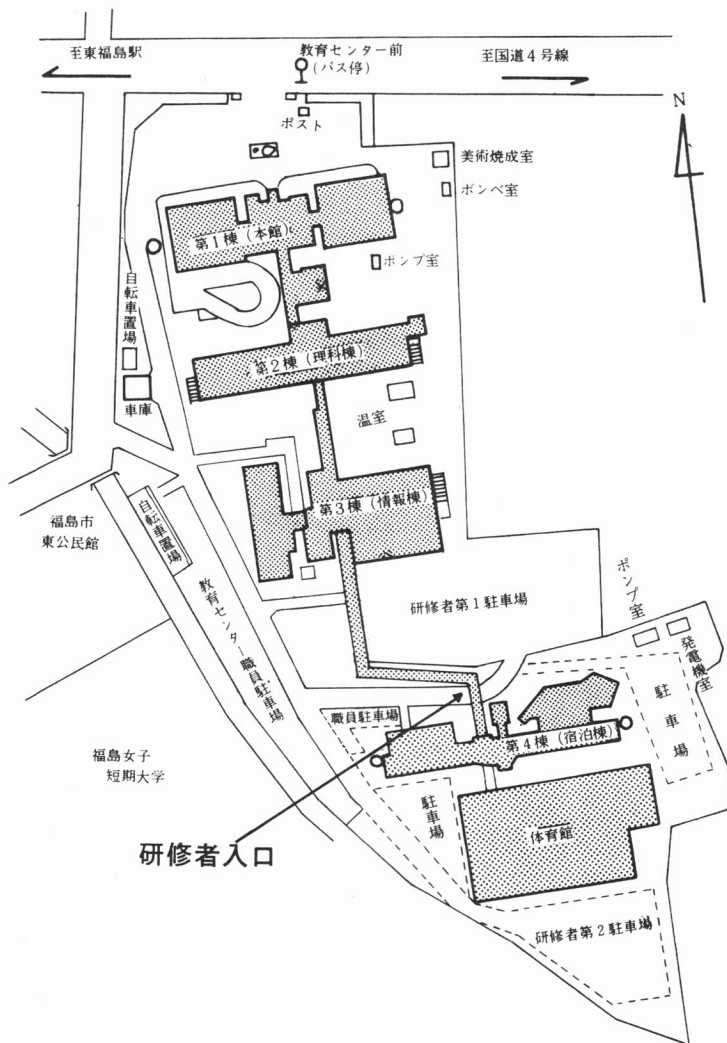 至東福島駅
教育センター前
(バス停)
至国道4号線
N
ポスト
美術焼成室
ボンベ室
第1棟(本館)
ポンプ室
自転車置場
第2棟(理科棟)
車庫
温室
第3棟(情報棟)
福島市
東公民館
自転車置場
教育センター職員駐車場
研修者第1駐車場
ポンプ室
発電機室
駐車場
職員駐車場
第4棟(宿泊棟)
福島女子
短期大学
駐車場
体育館
研修者入口
研修者第2駐車場